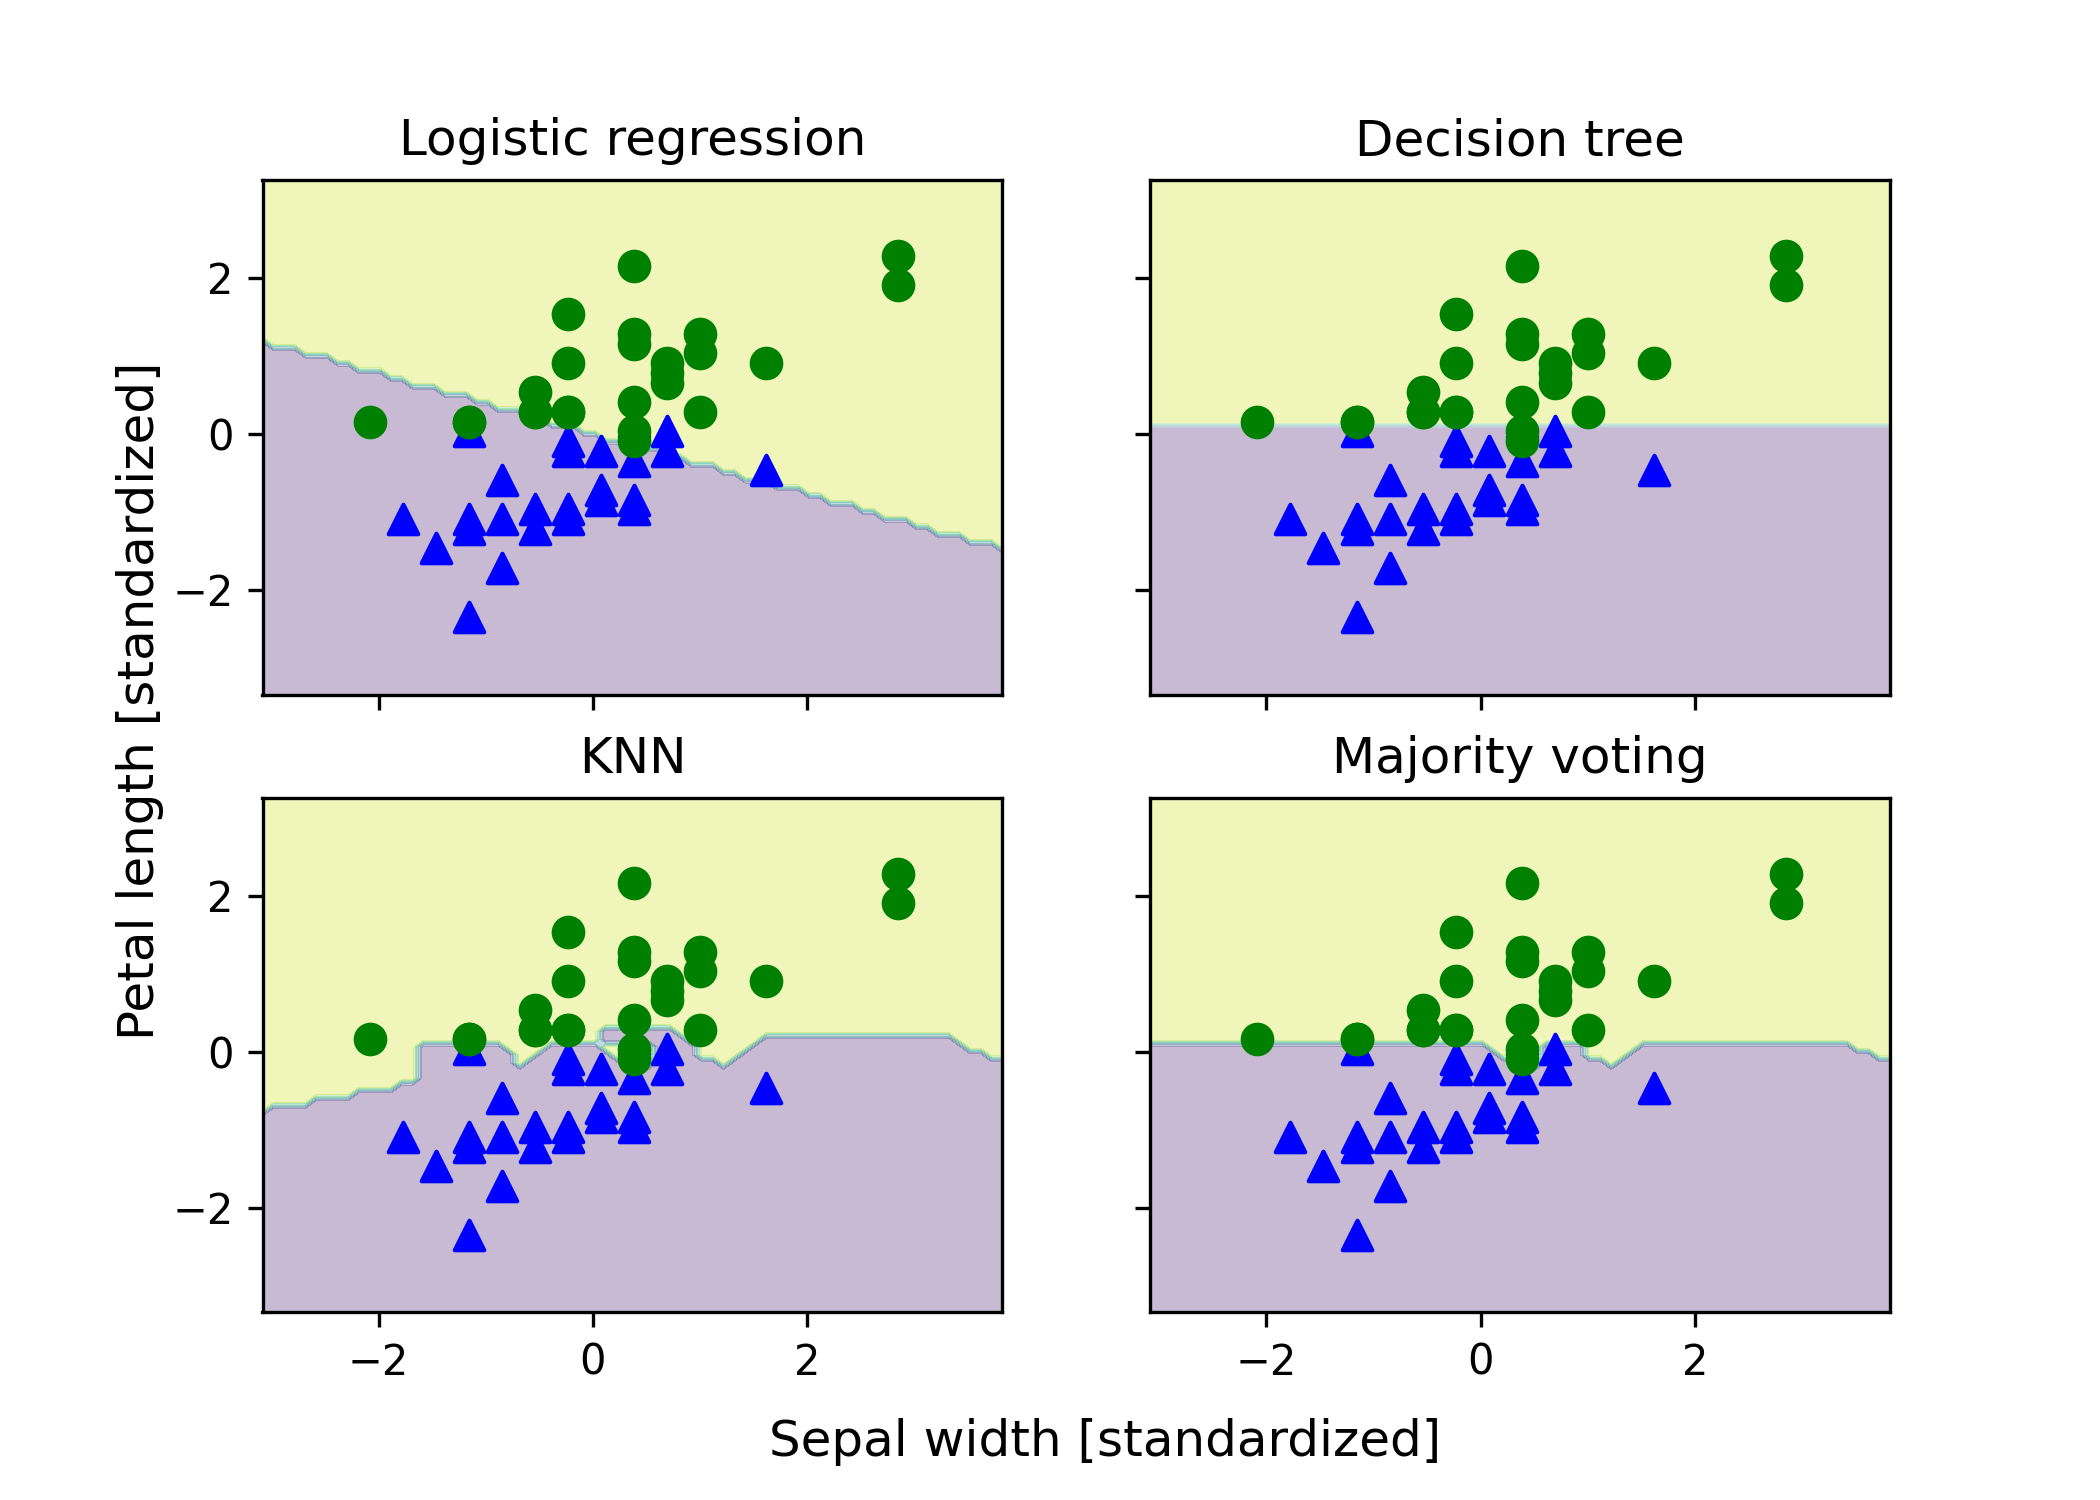 Logistic regression
Decision tree
2
0
−2
Petal length [standardized]
KNN
Majority voting
2
0
−2
−2 0 2
−2 0 2
Sepal width [standardized]